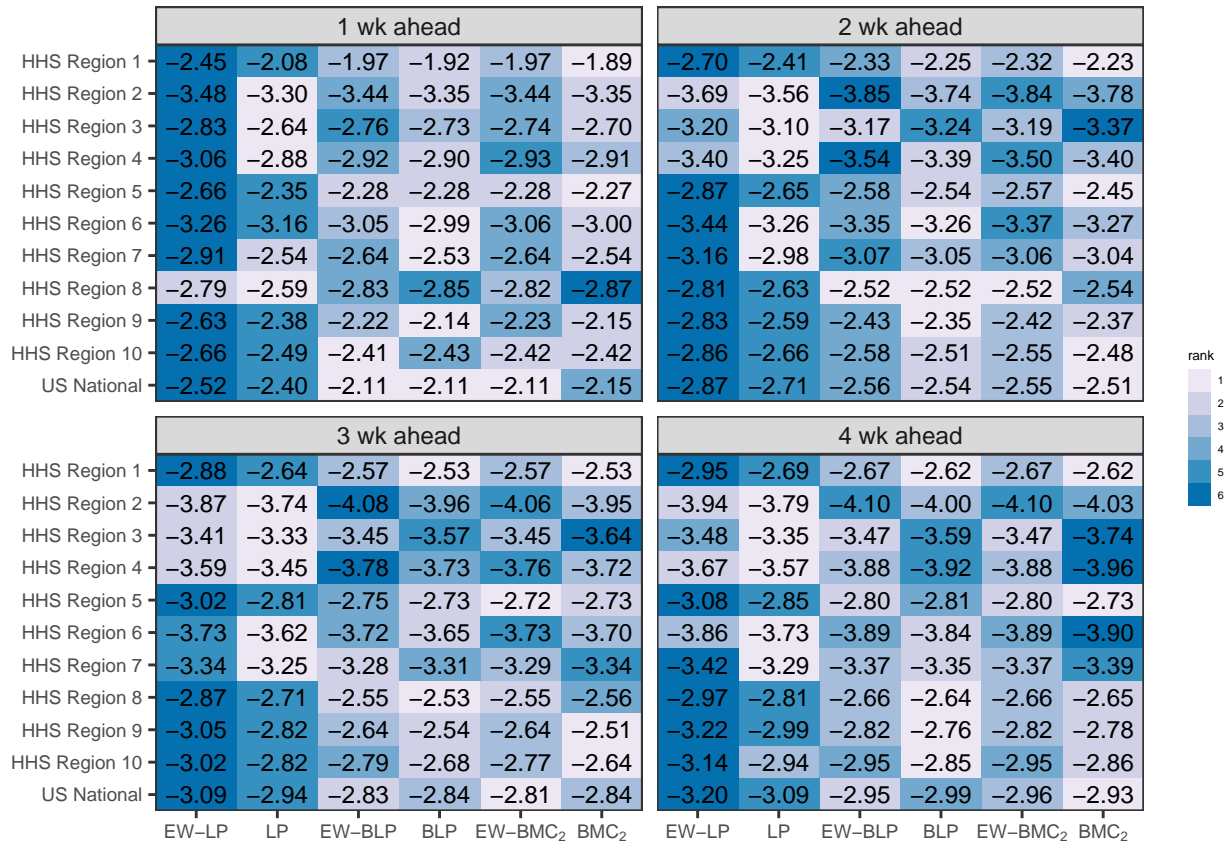 1 wk ahead 2 wk ahead
HHS Region 1 −2.45 −2.08 −1.97 −1.92 −1.97 −1.89 −2.70 −2.41 −2.33 −2.25 −2.32 −2.23
HHS Region 2 −3.48 −3.30 −3.44 −3.35 −3.44 −3.35 −3.69 −3.56 −3.85 −3.74 −3.84 −3.78
HHS Region 3 −2.83 −2.64 −2.76 −2.73 −2.74 −2.70 −3.20 −3.10 −3.17 −3.24 −3.19 −3.37
HHS Region 4 −3.06 −2.88 −2.92 −2.90 −2.93 −2.91 −3.40 −3.25 −3.54 −3.39 −3.50 −3.40
HHS Region 5 −2.66 −2.35 −2.28 −2.28 −2.28 −2.27 −2.87 −2.65 −2.58 −2.54 −2.57 −2.45
HHS Region 6 −3.26 −3.16 −3.05 −2.99 −3.06 −3.00 −3.44 −3.26 −3.35 −3.26 −3.37 −3.27
HHS Region 7 −2.91 −2.54 −2.64 −2.53 −2.64 −2.54 −3.16 −2.98 −3.07 −3.05 −3.06 −3.04
HHS Region 8 −2.79 −2.59 −2.83 −2.85 −2.82 −2.87 −2.81 −2.63 −2.52 −2.52 −2.52 −2.54
HHS Region 9 −2.63 −2.38 −2.22 −2.14 −2.23 −2.15 −2.83 −2.59 −2.43 −2.35 −2.42 −2.37
HHS Region 10 −2.66 −2.49 −2.41 −2.43 −2.42 −2.42 −2.86 −2.66 −2.58 −2.51 −2.55 −2.48
US National −2.52 −2.40 −2.11 −2.11 −2.11 −2.15 −2.87 −2.71 −2.56 −2.54 −2.55 −2.51
3 wk ahead 4 wk ahead
HHS Region 1 −2.88 −2.64 −2.57 −2.53 −2.57 −2.53 −2.95 −2.69 −2.67 −2.62 −2.67 −2.62
HHS Region 2 −3.87 −3.74 −4.08 −3.96 −4.06 −3.95 −3.94 −3.79 −4.10 −4.00 −4.10 −4.03
HHS Region 3 −3.41 −3.33 −3.45 −3.57 −3.45 −3.64 −3.48 −3.35 −3.47 −3.59 −3.47 −3.74
HHS Region 4 −3.59 −3.45 −3.78 −3.73 −3.76 −3.72 −3.67 −3.57 −3.88 −3.92 −3.88 −3.96
HHS Region 5 −3.02 −2.81 −2.75 −2.73 −2.72 −2.73 −3.08 −2.85 −2.80 −2.81 −2.80 −2.73
HHS Region 6 −3.73 −3.62 −3.72 −3.65 −3.73 −3.70 −3.86 −3.73 −3.89 −3.84 −3.89 −3.90
HHS Region 7 −3.34 −3.25 −3.28 −3.31 −3.29 −3.34 −3.42 −3.29 −3.37 −3.35 −3.37 −3.39
HHS Region 8 −2.87 −2.71 −2.55 −2.53 −2.55 −2.56 −2.97 −2.81 −2.66 −2.64 −2.66 −2.65
HHS Region 9 −3.05 −2.82 −2.64 −2.54 −2.64 −2.51 −3.22 −2.99 −2.82 −2.76 −2.82 −2.78
HHS Region 10 −3.02 −2.82 −2.79 −2.68 −2.77 −2.64 −3.14 −2.94 −2.95 −2.85 −2.95 −2.86
US National −3.09 −2.94 −2.83 −2.84 −2.81 −2.84 −3.20 −3.09 −2.95 −2.99 −2.96 −2.93
EW−LP LP EW−BLP BLP EW−BMC₂ BMC₂ EW−LP LP EW−BLP BLP EW−BMC₂ BMC₂
rank
1
2
3
4
5
6